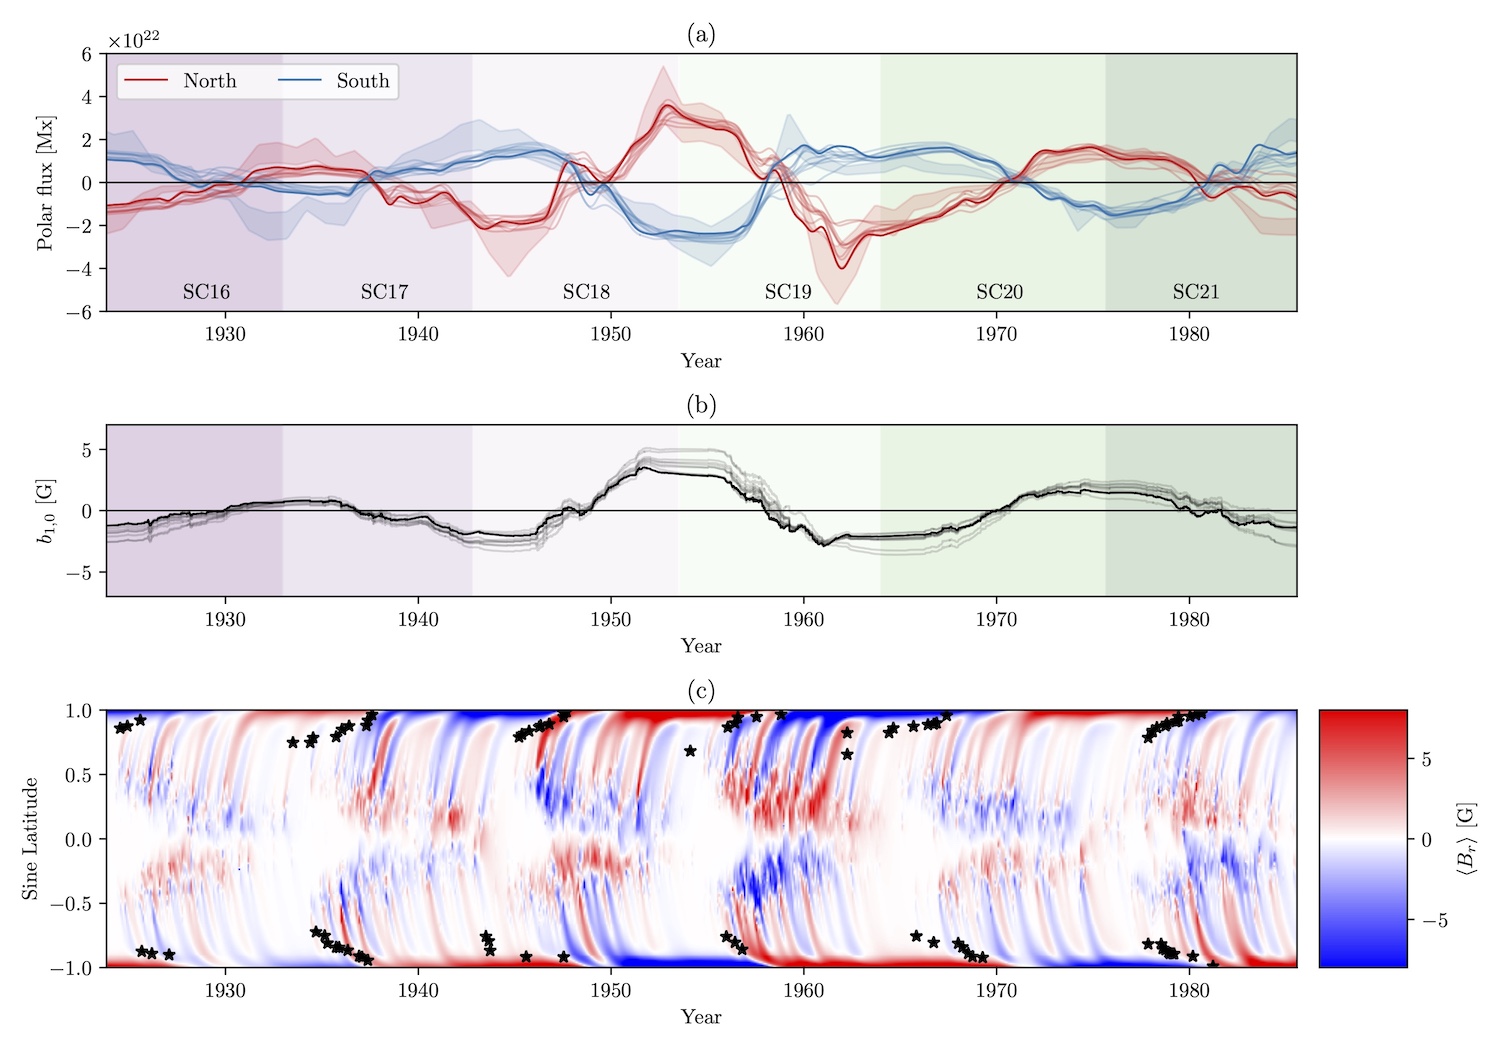 (a)
×10²²
North South
6
4
2
0
−2
−4
−6
Polar flux [Mx]
SC16 SC17 SC18 SC19 SC20 SC21
1930 1940 1950 1960 1970 1980
Year
(b)
5
0
−5
b₁,₀ [G]
1930 1940 1950 1960 1970 1980
Year
(c)
1.0
0.5
0.0
−0.5
−1.0
Sine Latitude
1930 1940 1950 1960 1970 1980
Year
5
0
−5
⟨Bᵣ⟩ [G]